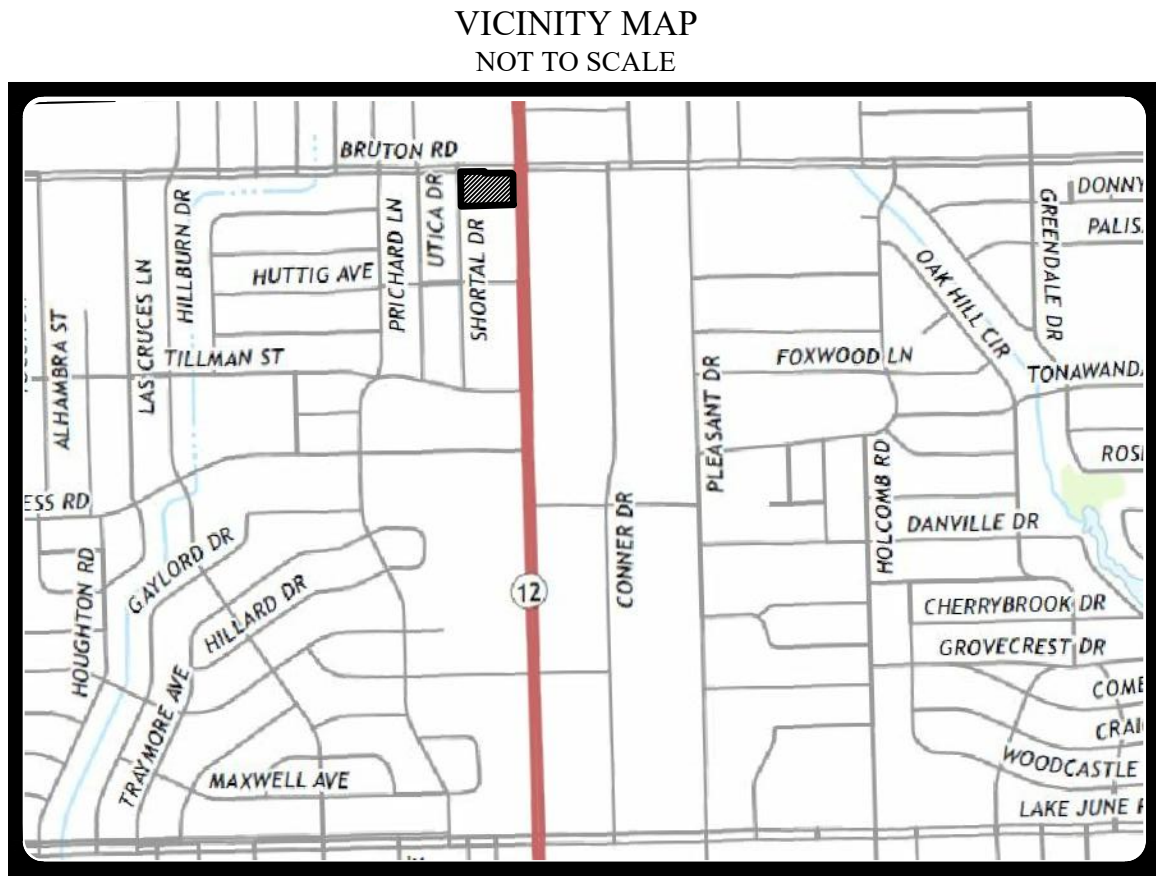 VICINITY MAP
NOT TO SCALE
BRUTON RD
HILLBURN DR
PRICHARD LN
UTICA DR
SHORTAL DR
GREENDALE DR
DONNY
PALIS
HUTTIG AVE
LAS CRUCES LN
OAK HILL CIR
ALHAMBRA ST
TILLMAN ST
PLEASANT DR
FOXWOOD LN
TONAWAND
ROS
HOLCOMB RD
ESS RD
CONNER DR
DANVILLE DR
GAYLORD DR
HOUGHTON RD
HILLARD DR
12
CHERRYBROOK DR
GROVECREST DR
TRAYMORE AVE
COME
CRAI
WOODCASTLE
MAXWELL AVE
LAKE JUNE R